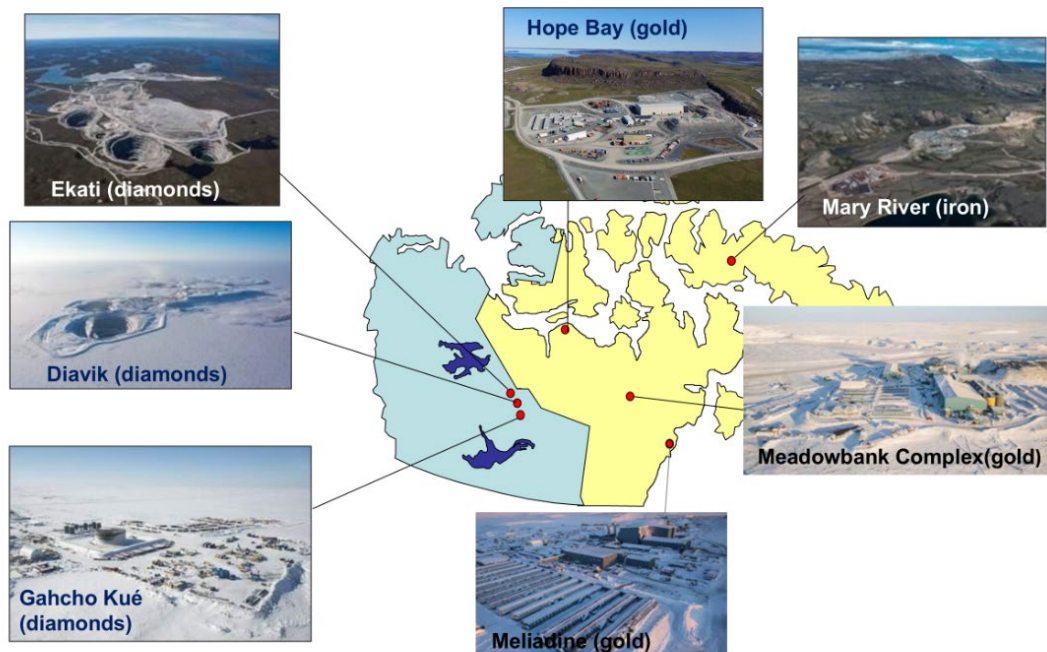 Hope Bay (gold)
Ekati (diamonds)
Mary River (iron)
Diavik (diamonds)
Meadowbank Complex(gold)
Gahcho Kué
(diamonds)
Meliadine (gold)